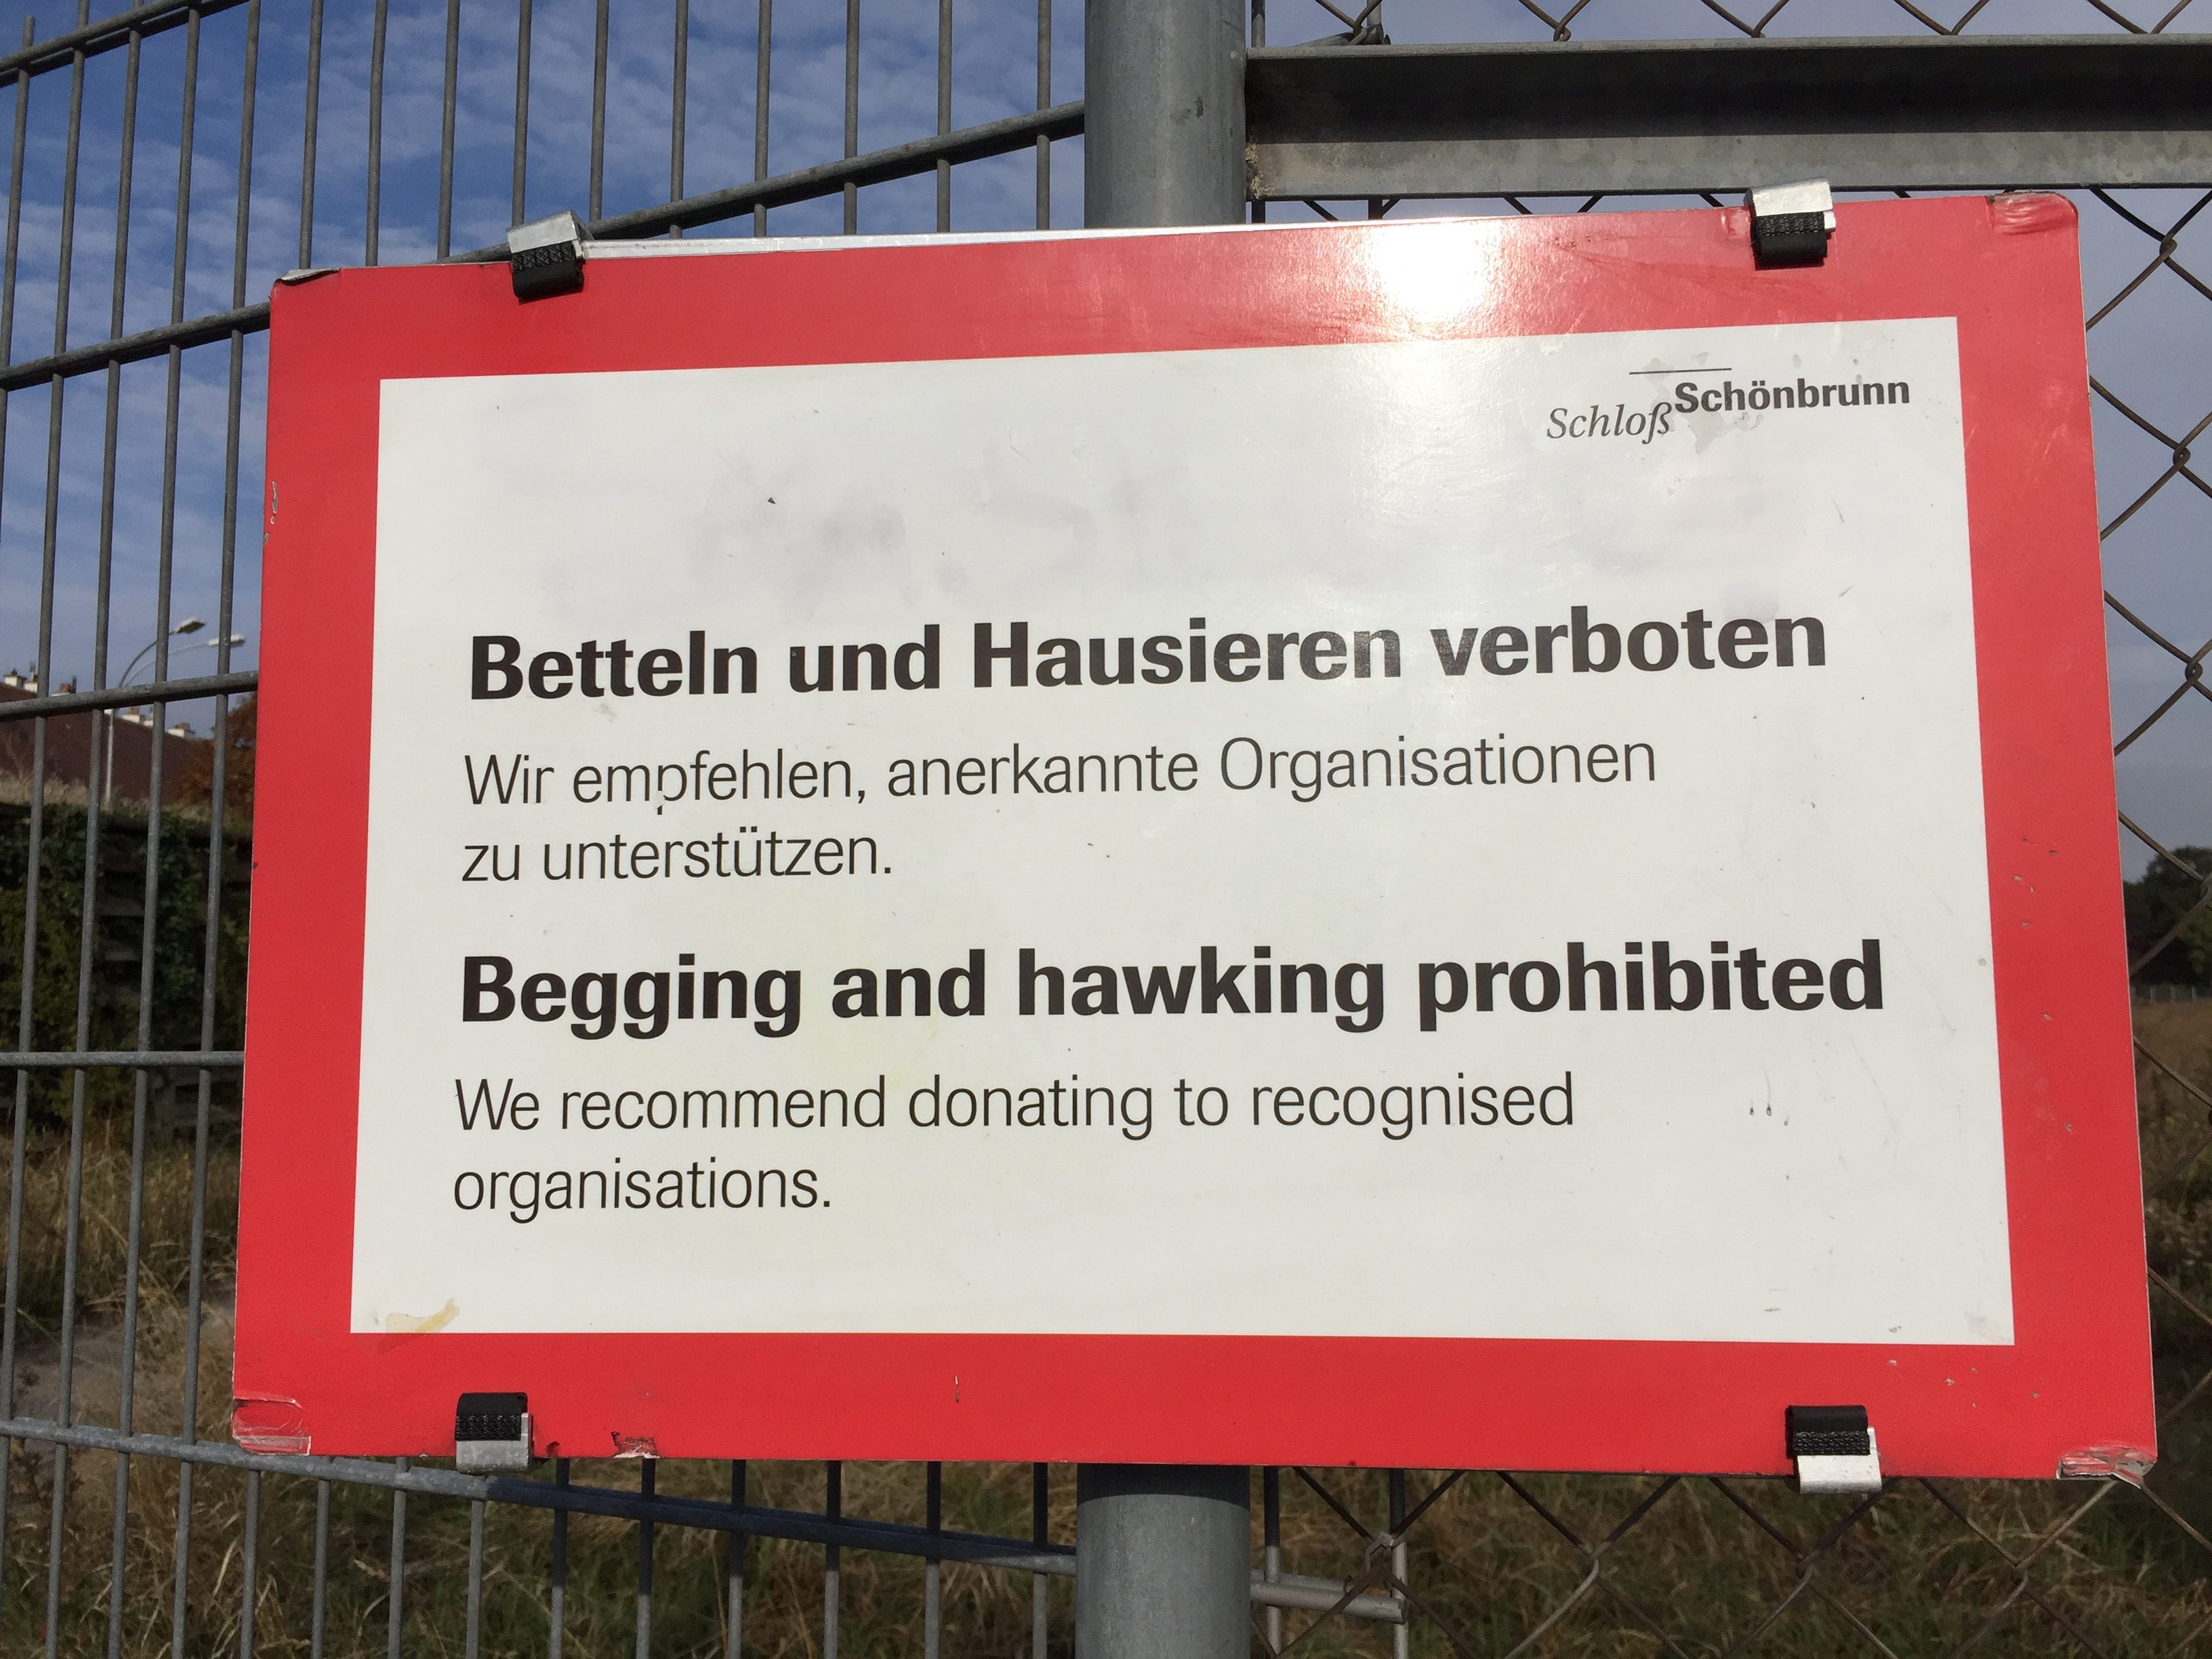 Schloß Schönbrunn
Betteln und Hausieren verboten
Wir empfehlen, anerkannte Organisationen
zu unterstützen.
Begging and hawking prohibited
We recommend donating to recognised
organisations.